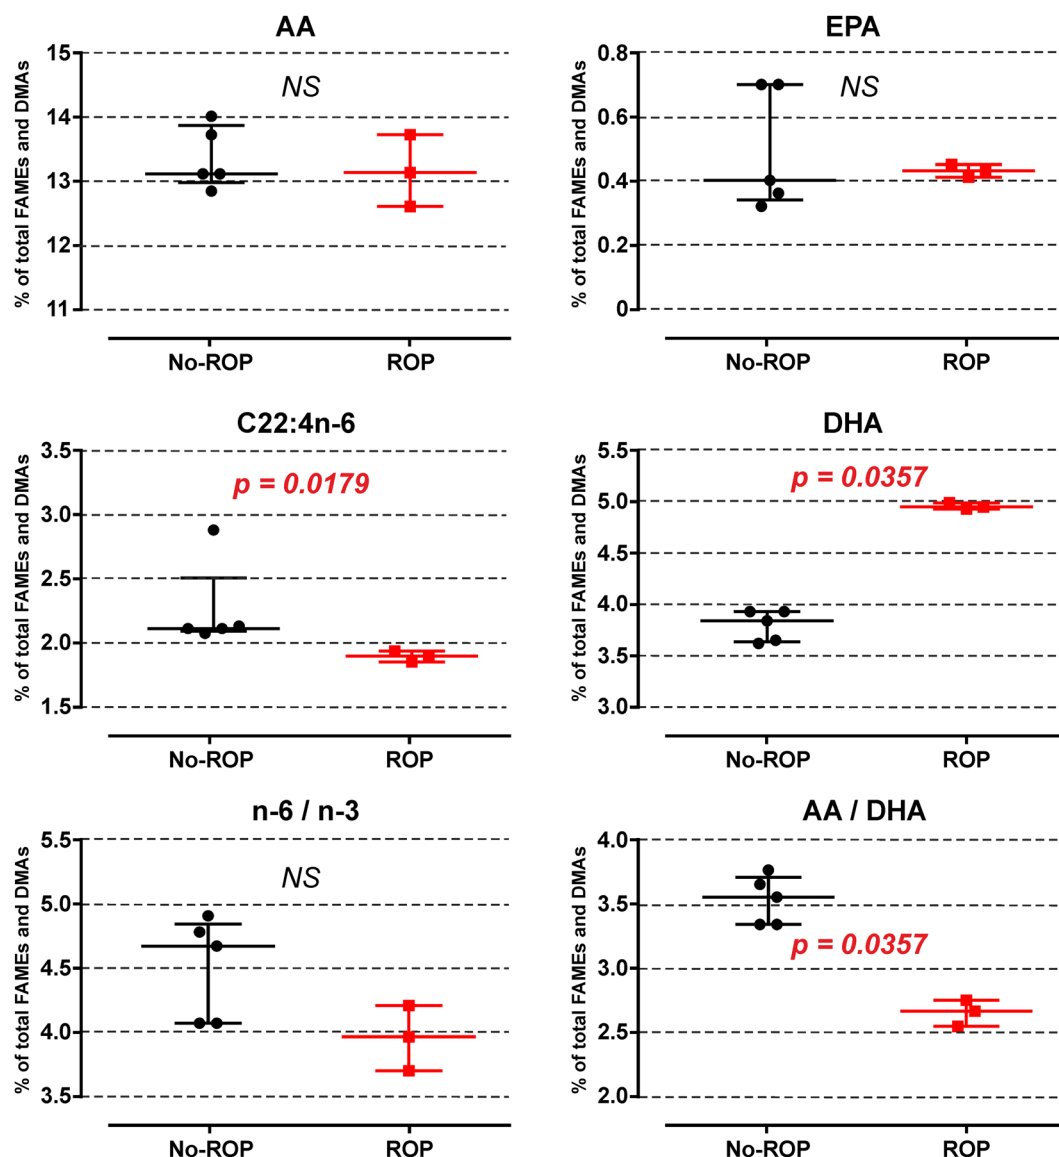 AA
% of total FAMEs and DMAs
15
14
13
12
11
NS
No-ROP
ROP
EPA
% of total FAMEs and DMAs
0.8
0.6
0.4
0.2
0
NS
No-ROP
ROP
C22:4n-6
% of total FAMEs and DMAs
3.5
3.0
2.5
2.0
1.5
p = 0.0179
No-ROP
ROP
DHA
% of total FAMEs and DMAs
5.5
5.0
4.5
4.0
3.5
3.0
p = 0.0357
No-ROP
ROP
n-6 / n-3
% of total FAMEs and DMAs
5.5
5.0
4.5
4.0
3.5
NS
No-ROP
ROP
AA / DHA
% of total FAMEs and DMAs
4.0
3.5
3.0
2.5
2.0
p = 0.0357
No-ROP
ROP